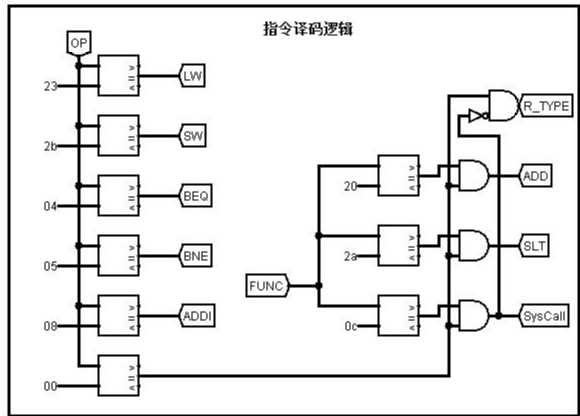 指令译码逻辑
OP
23
LW
2b
SW
04
BEQ
05
BNE
08
ADDI
00
FUNC
20
2a
0c
R_TYPE
ADD
SLT
SysCall